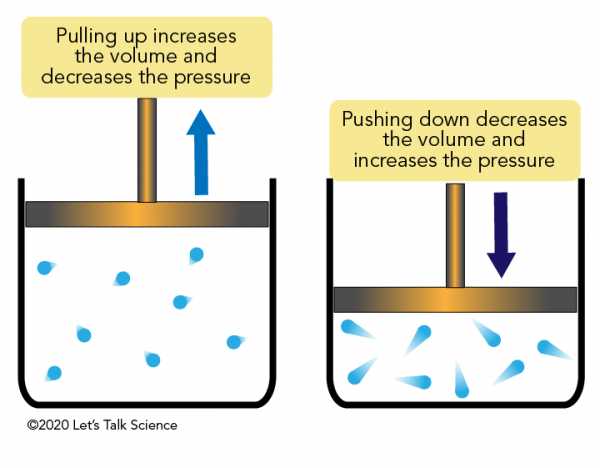 Pulling up increases
the volume and
decreases the pressure
Pushing down decreases
the volume and
increases the pressure
©2020 Let's Talk Science